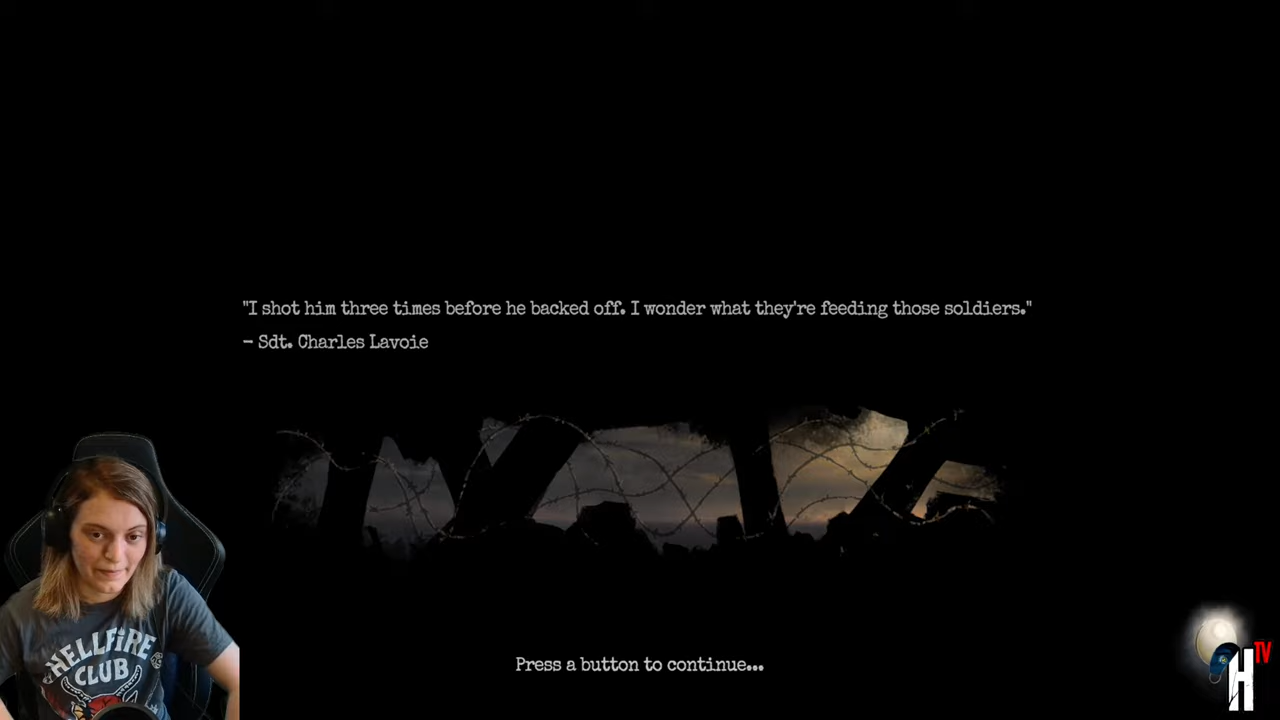 "I shot him three times before he backed off. I wonder what they're feeding those soldiers."
- Sdt. Charles Lavoie
HELLFIRE
CLUB
Press a button to continue...
TV
H